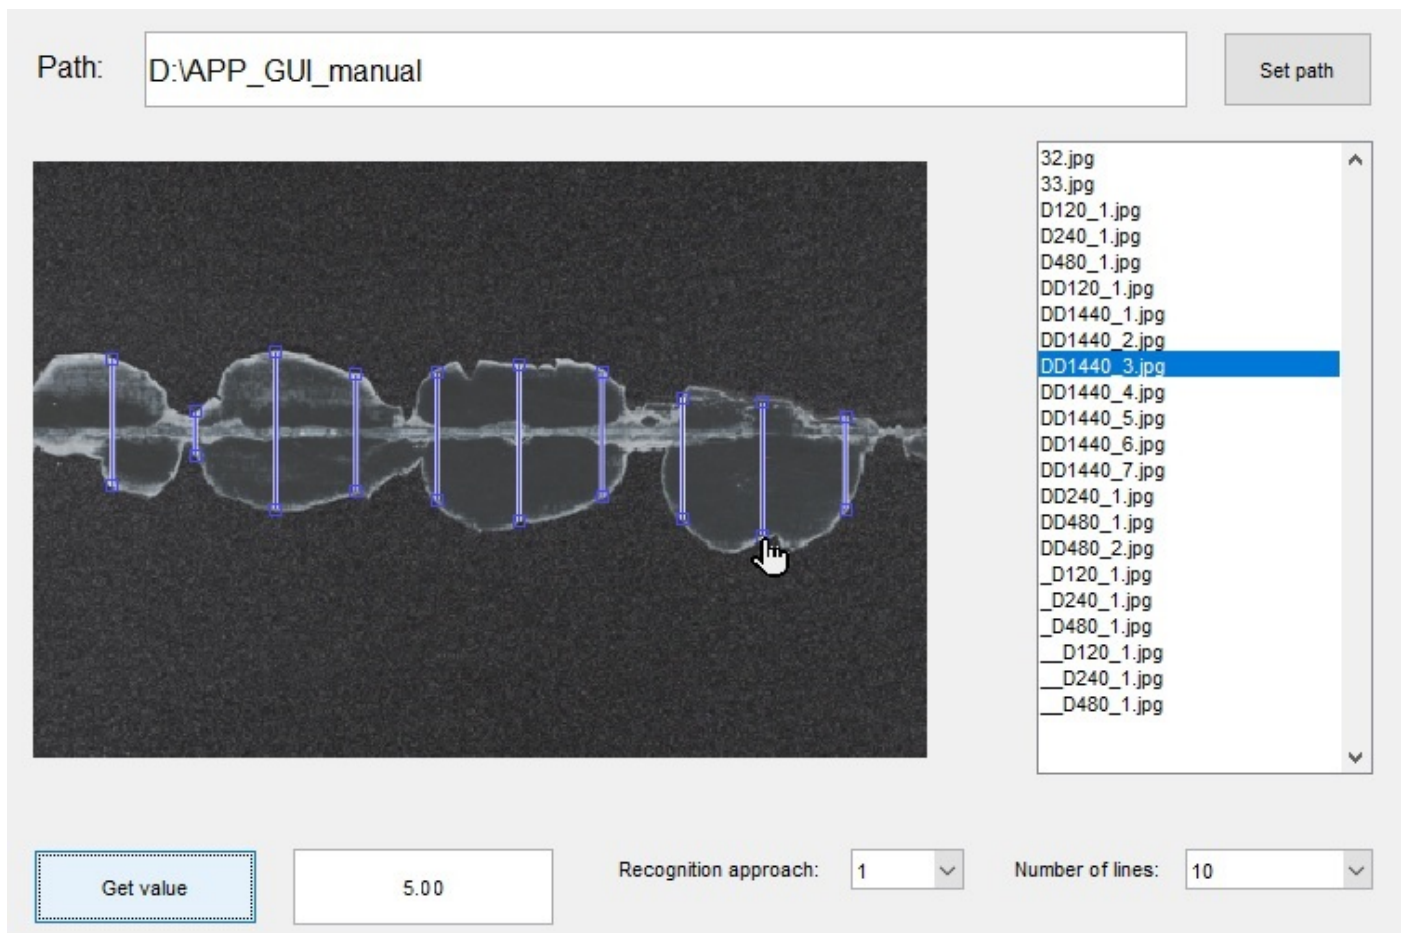 Path: D:\APP_GUI_manual Set path
32.jpg
33.jpg
D120_1.jpg
D240_1.jpg
D480_1.jpg
DD120_1.jpg
DD1440_1.jpg
DD1440_2.jpg
DD1440_3.jpg
DD1440_4.jpg
DD1440_5.jpg
DD1440_6.jpg
DD1440_7.jpg
DD240_1.jpg
DD480_1.jpg
DD480_2.jpg
_D120_1.jpg
_D240_1.jpg
_D480_1.jpg
__D120_1.jpg
__D240_1.jpg
__D480_1.jpg
Get value 5.00 Recognition approach: 1 Number of lines: 10